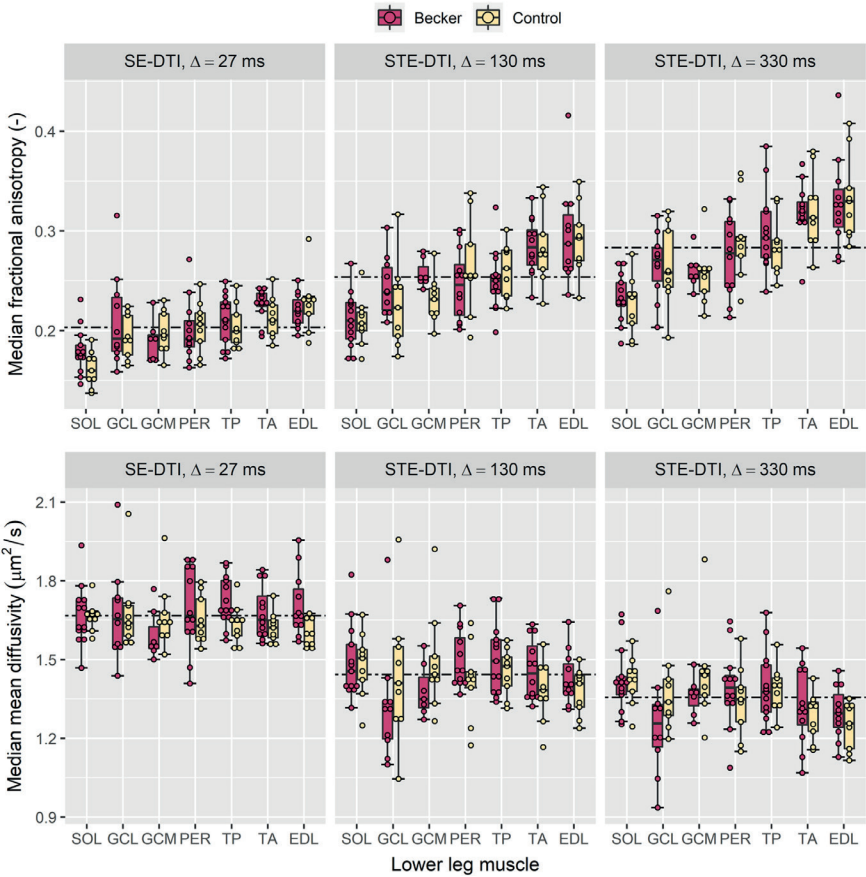 Becker Control
SE-DTI, Δ = 27 ms STE-DTI, Δ = 130 ms STE-DTI, Δ = 330 ms
Median fractional anisotropy (-)
0.4
0.3
0.2
SOL GCL GCM PER TP TA EDL SOL GCL GCM PER TP TA EDL SOL GCL GCM PER TP TA EDL
SE-DTI, Δ = 27 ms STE-DTI, Δ = 130 ms STE-DTI, Δ = 330 ms
Median mean diffusivity (μm²/s)
2.1
1.8
1.5
1.2
0.9
SOL GCL GCM PER TP TA EDL SOL GCL GCM PER TP TA EDL SOL GCL GCM PER TP TA EDL
Lower leg muscle